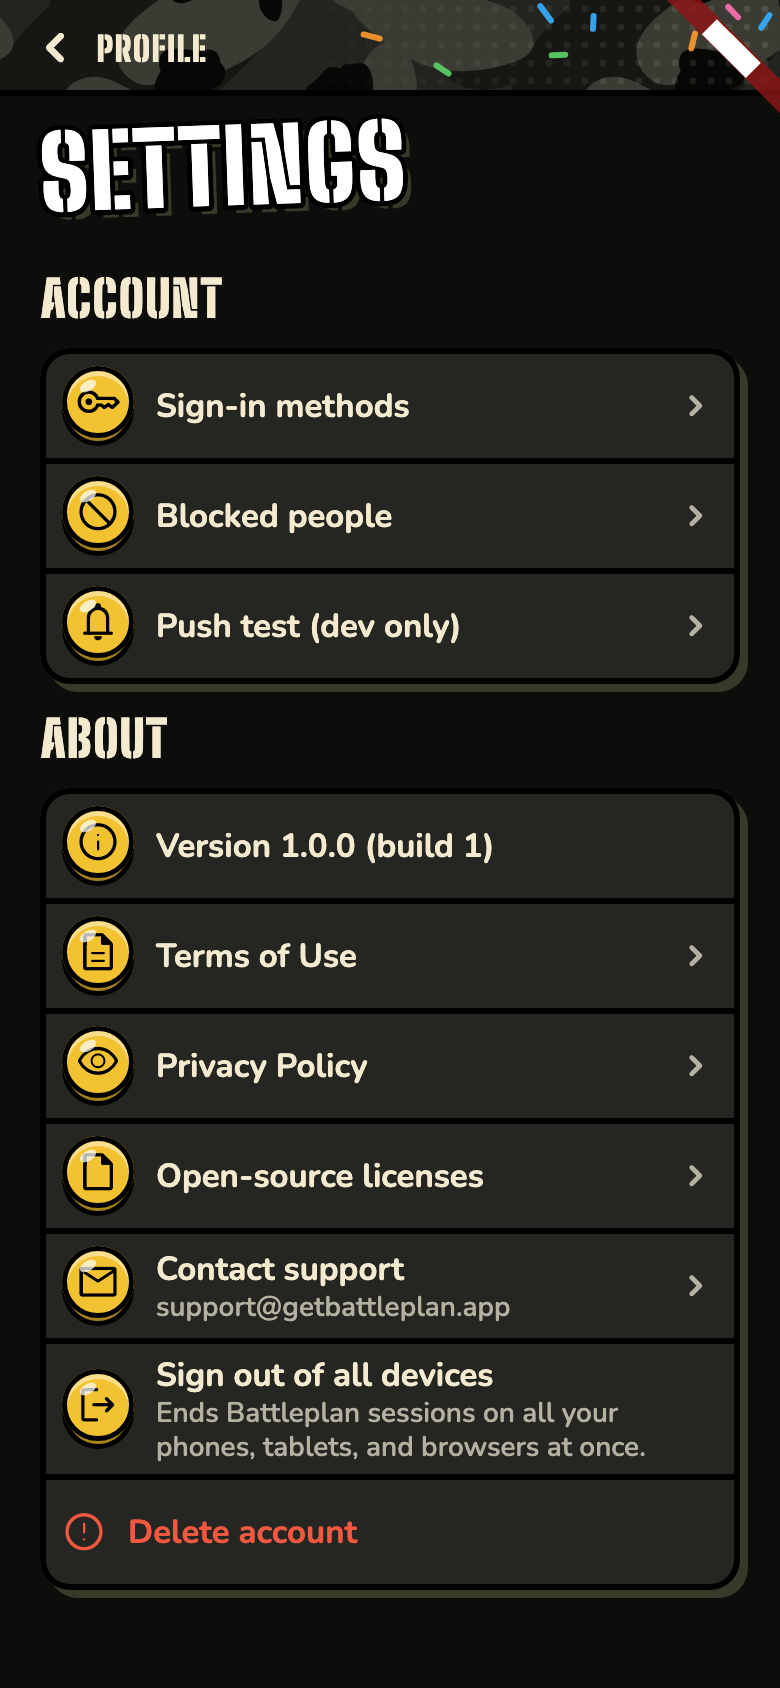 PROFILE
SETTINGS
ACCOUNT
Sign-in methods
Blocked people
Push test (dev only)
ABOUT
Version 1.0.0 (build 1)
Terms of Use
Privacy Policy
Open-source licenses
Contact support
support@getbattleplan.app
Sign out of all devices
Ends Battleplan sessions on all your
phones, tablets, and browsers at once.
Delete account